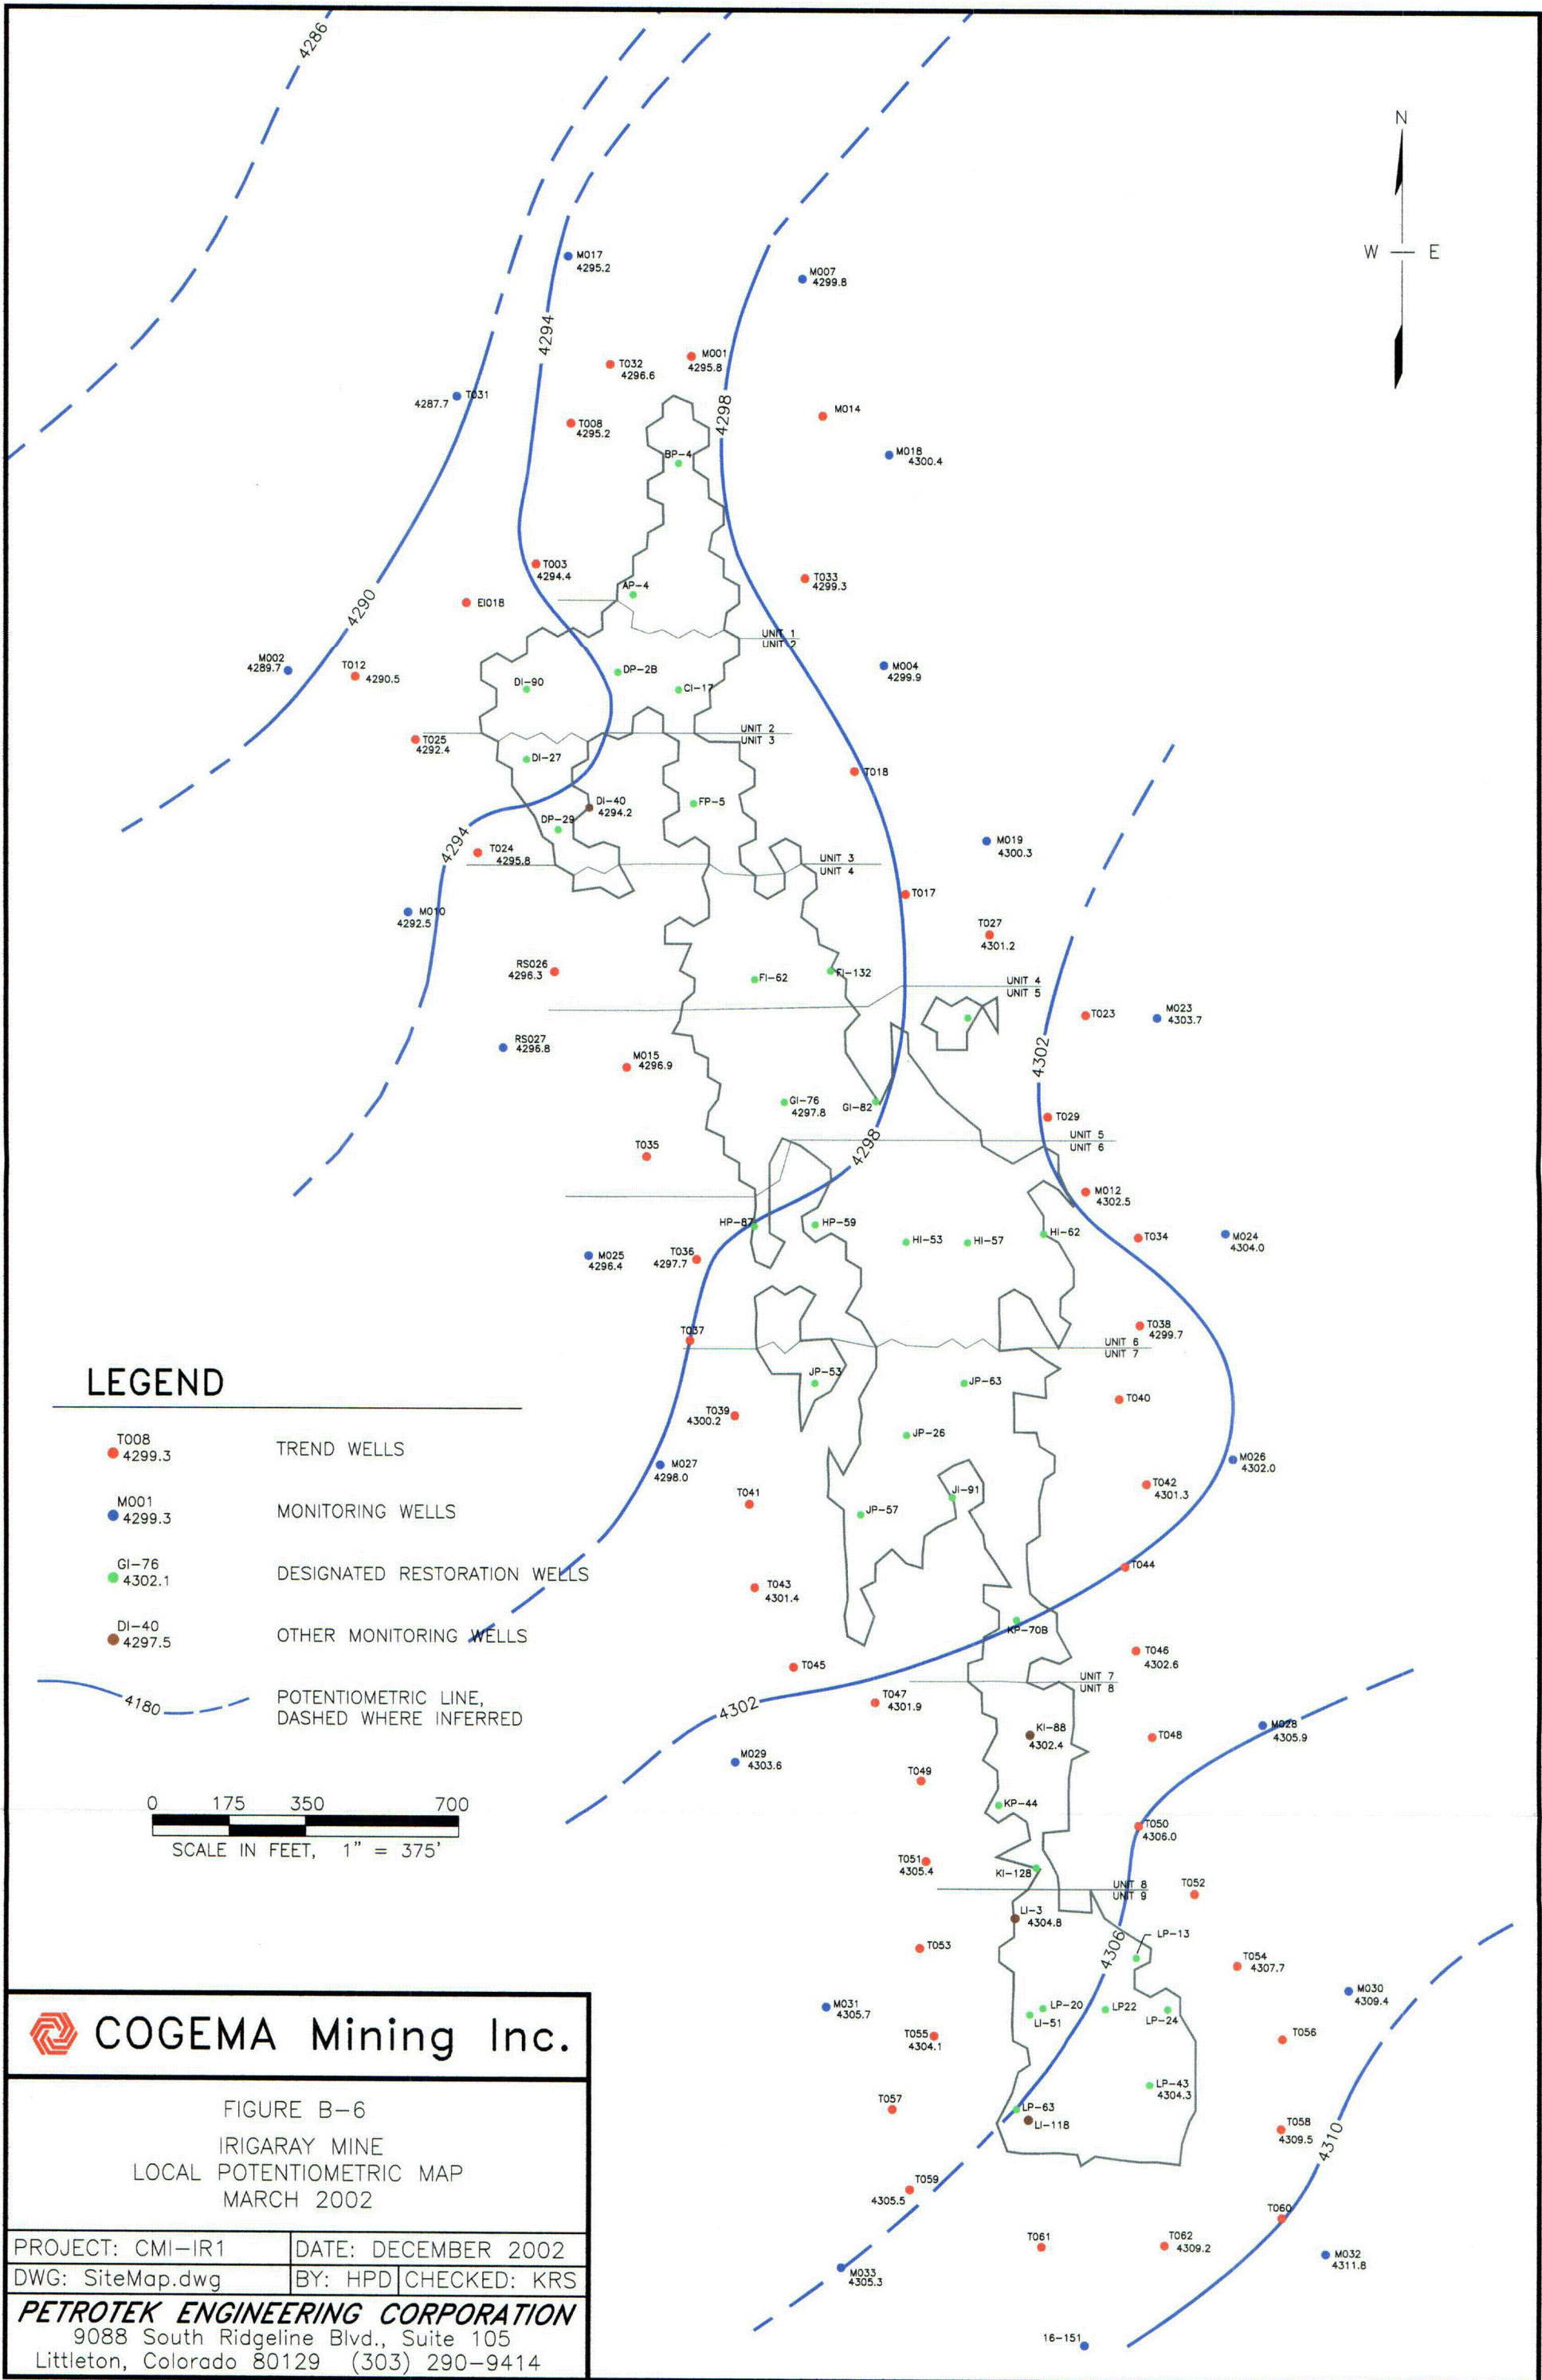 4286
N
W E
M017
4295.2
M007
4299.8
4294
T032
4296.6
M001
4295.8
T031
4287.7
T008
4295.2
4298
M014
M018
4300.4
BP-4
T003
4294.4
T033
4299.3
AP-4
EI018
4290
UNIT 1
UNIT 2
M002
4289.7
T012
4290.5
DP-2B
M004
4299.9
DI-90
CI-17
T025
4292.4
UNIT 2
UNIT 3
DI-27
T018
DI-40
4294.2
FP-5
DP-29
4294
T024
4295.8
M019
4300.3
UNIT 3
UNIT 4
T017
M010
4292.5
T027
4301.2
RS026
4296.3
FI-62
FI-132
UNIT 4
UNIT 5
T023
M023
4303.7
RS027
4296.8
M015
4296.9
4302
GI-76
4297.8
GI-82
T029
4298
UNIT 5
UNIT 6
T035
M012
4302.5
HP-87
HP-59
HI-53
HI-57
HI-62
T034
M024
4304.0
M025
4296.4
T036
4297.7
T037
T038
4299.7
UNIT 6
UNIT 7
LEGEND
JP-53
JP-63
T039
4300.2
T040
T008
4299.3
TREND WELLS
JP-26
M027
4298.0
M026
4302.0
T042
4301.3
M001
4299.3
MONITORING WELLS
T041
JI-91
JP-57
GI-76
4302.1
DESIGNATED RESTORATION WELLS
T043
4301.4
T044
DI-40
4297.5
OTHER MONITORING WELLS
KP-70B
T045
T046
4302.6
UNIT 7
UNIT 8
4180
POTENTIOMETRIC LINE,
DASHED WHERE INFERRED
4302
T047
4301.9
KI-88
4302.4
T048
M028
4305.9
M029
4303.6
T049
0 175 350 700
SCALE IN FEET, 1" = 375'
KP-44
T050
4306.0
T051
4305.4
KI-128
UNIT 8
UNIT 9
T052
LI-3
4304.8
T053
4306
LP-13
T054
4307.7
M031
4305.7
LP-20
LI-51
LP22
LP-24
M030
4309.4
COGEMA Mining Inc.
T055
4304.1
T056
LP-43
4304.3
T057
LP-63
LI-118
T058
4309.5
4310
FIGURE B-6
IRIGARAY MINE
LOCAL POTENTIOMETRIC MAP
MARCH 2002
T059
4305.5
T060
T061
T062
4309.2
M033
4305.3
M032
4311.8
PROJECT: CMI-IR1
DATE: DECEMBER 2002
DWG: SiteMap.dwg
BY: HPD
CHECKED: KRS
PETROTEK ENGINEERING CORPORATION
9088 South Ridgeline Blvd., Suite 105
Littleton, Colorado 80129 (303) 290-9414
16-151